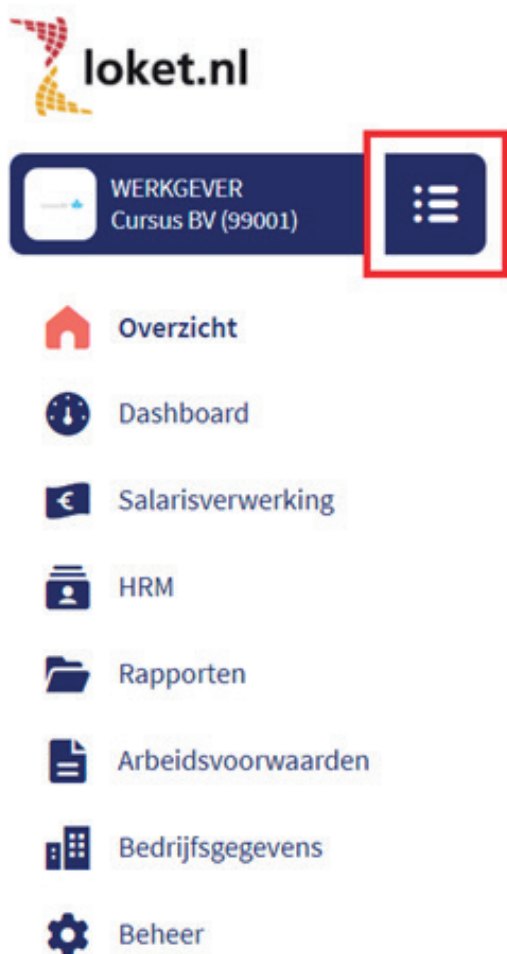 loket.nl
WERKGEVER
Cursus BV (99001)
Overzicht
Dashboard
Salarisverwerking
HRM
Rapporten
Arbeidsvoorwaarden
Bedrijfsgegevens
Beheer